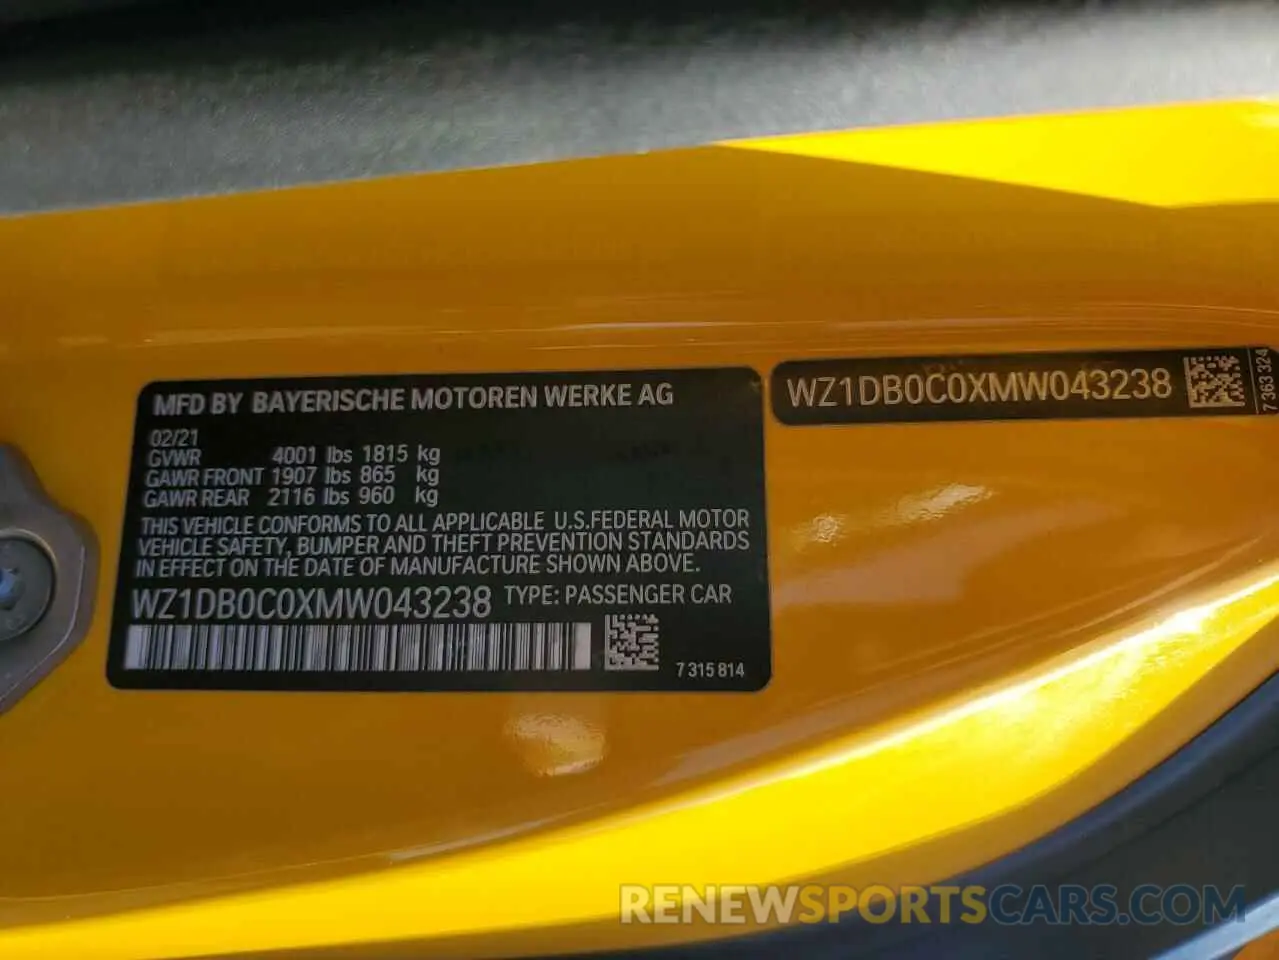 MFD BY BAYERISCHE MOTOREN WERKE AG
02/21
GVWR 4001 lbs 1815 kg
GAWR FRONT 1907 lbs 865 kg
GAWR REAR 2116 lbs 960 kg
THIS VEHICLE CONFORMS TO ALL APPLICABLE U.S.FEDERAL MOTOR
VEHICLE SAFETY, BUMPER AND THEFT PREVENTION STANDARDS
IN EFFECT ON THE DATE OF MANUFACTURE SHOWN ABOVE.
WZ1DB0C0XMW043238 TYPE: PASSENGER CAR
7 315 814
WZ1DB0C0XMW043238
7 363 324
RENEWSPORTSCARS.COM